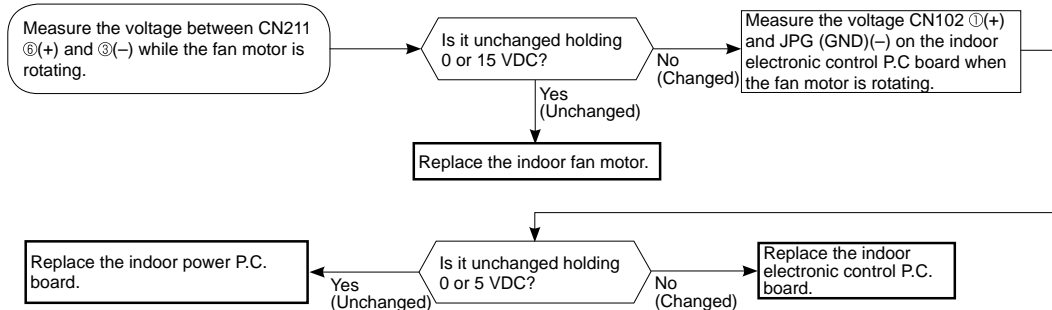 Measure the voltage between CN211
⑥(+) and ③(–) while the fan motor is
rotating.
Is it unchanged holding
0 or 15 VDC?
No
(Changed)
Measure the voltage CN102 ①(+)
and JPG (GND)(–) on the indoor
electronic control P.C board when
the fan motor is rotating.
Yes
(Unchanged)
Replace the indoor fan motor.
Is it unchanged holding
0 or 5 VDC?
Yes
(Unchanged)
Replace the indoor power P.C.
board.
No
(Changed)
Replace the indoor
electronic control P.C.
board.